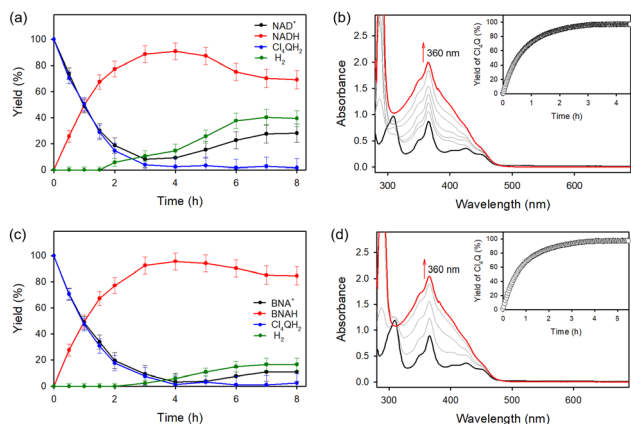 (a)
Yield (%)
100
80
60
40
20
0
NAD⁺
NADH
Cl₄QH₂
H₂
0 2 4 6 8
Time (h)
(b)
Absorbance
2.5
2.0
1.5
1.0
0.5
0.0
360 nm
300 400 500 600
Wavelength (nm)
Yield of Cl₄Q (%)
100
80
60
40
20
0
0 1 2 3 4
Time (h)
(c)
Yield (%)
100
80
60
40
20
0
BNA⁺
BNAH
Cl₄QH₂
H₂
0 2 4 6 8
Time (h)
(d)
Absorbance
2.5
2.0
1.5
1.0
0.5
0.0
360 nm
300 400 500 600
Wavelength (nm)
Yield of Cl₄Q (%)
100
80
60
40
20
0
0 1 2 3 4 5
Time (h)